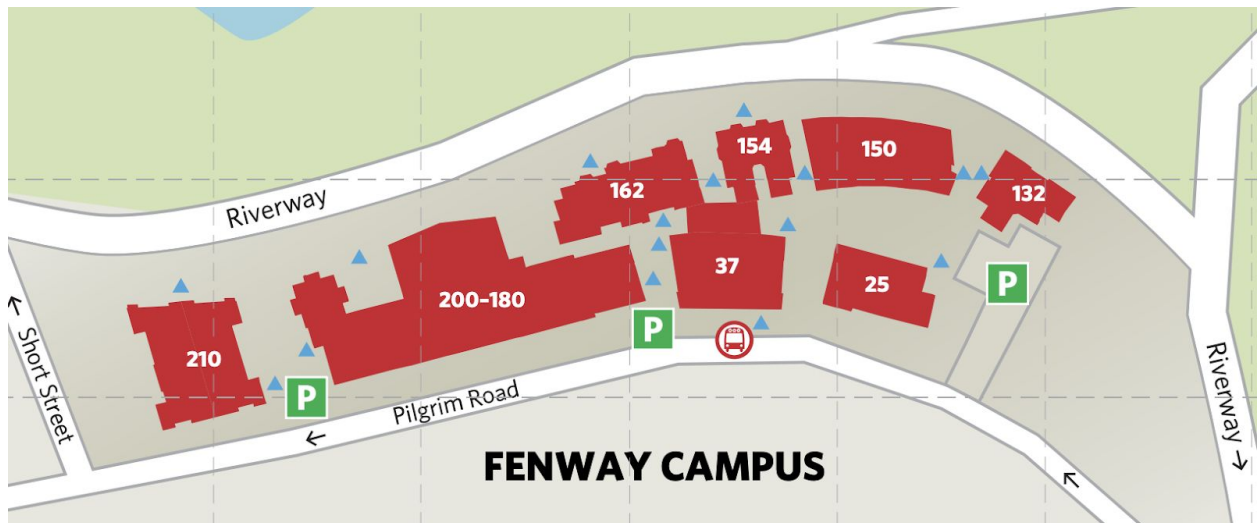 154
150
162
132
Riverway
37
25
200-180
P
P
210
Short Street
Riverway
P
Pilgrim Road
FENWAY CAMPUS